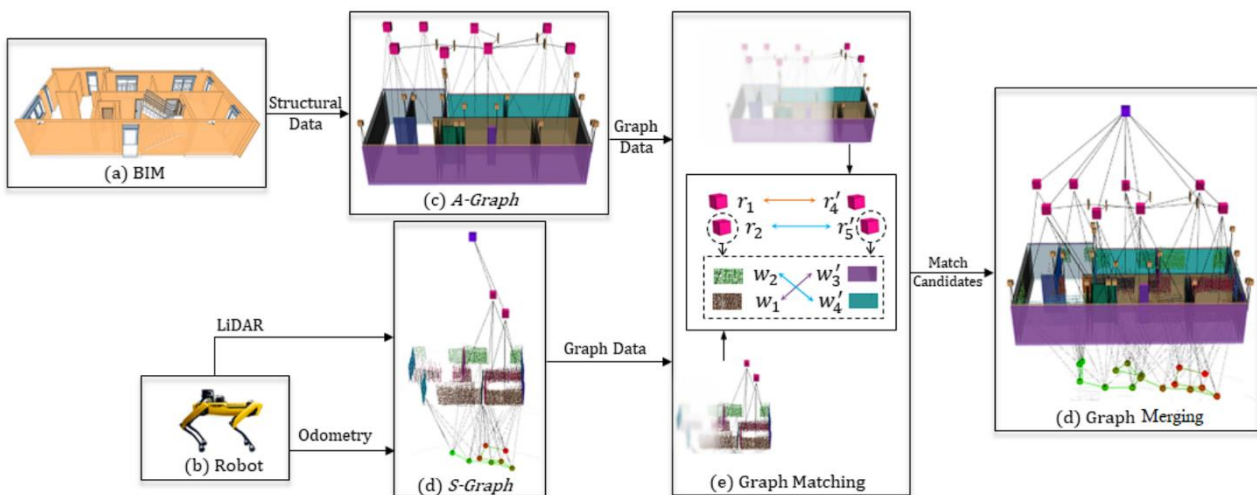 (a) BIM
Structural
Data
(c) A-Graph
Graph
Data
r₁ r₄′
r₂ r₅′
w₂ w₃′
w₁ w₄′
(e) Graph Matching
Match
Candidates
(d) Graph Merging
LiDAR
Odometry
(b) Robot
(d) S-Graph
Graph Data